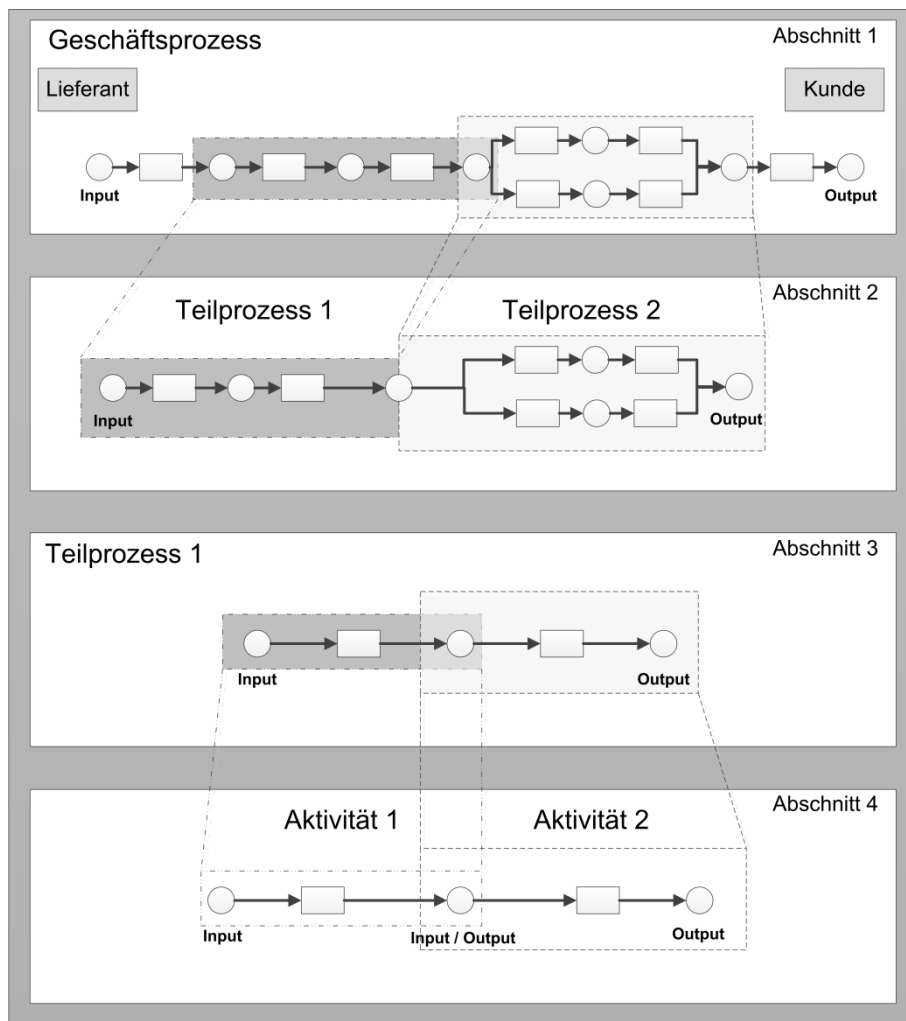 Geschäftsprozess
Abschnitt 1
Lieferant
Kunde
Input
Output
Abschnitt 2
Teilprozess 1
Teilprozess 2
Input
Output
Teilprozess 1
Abschnitt 3
Input
Output
Abschnitt 4
Aktivität 1
Aktivität 2
Input
Input / Output
Output